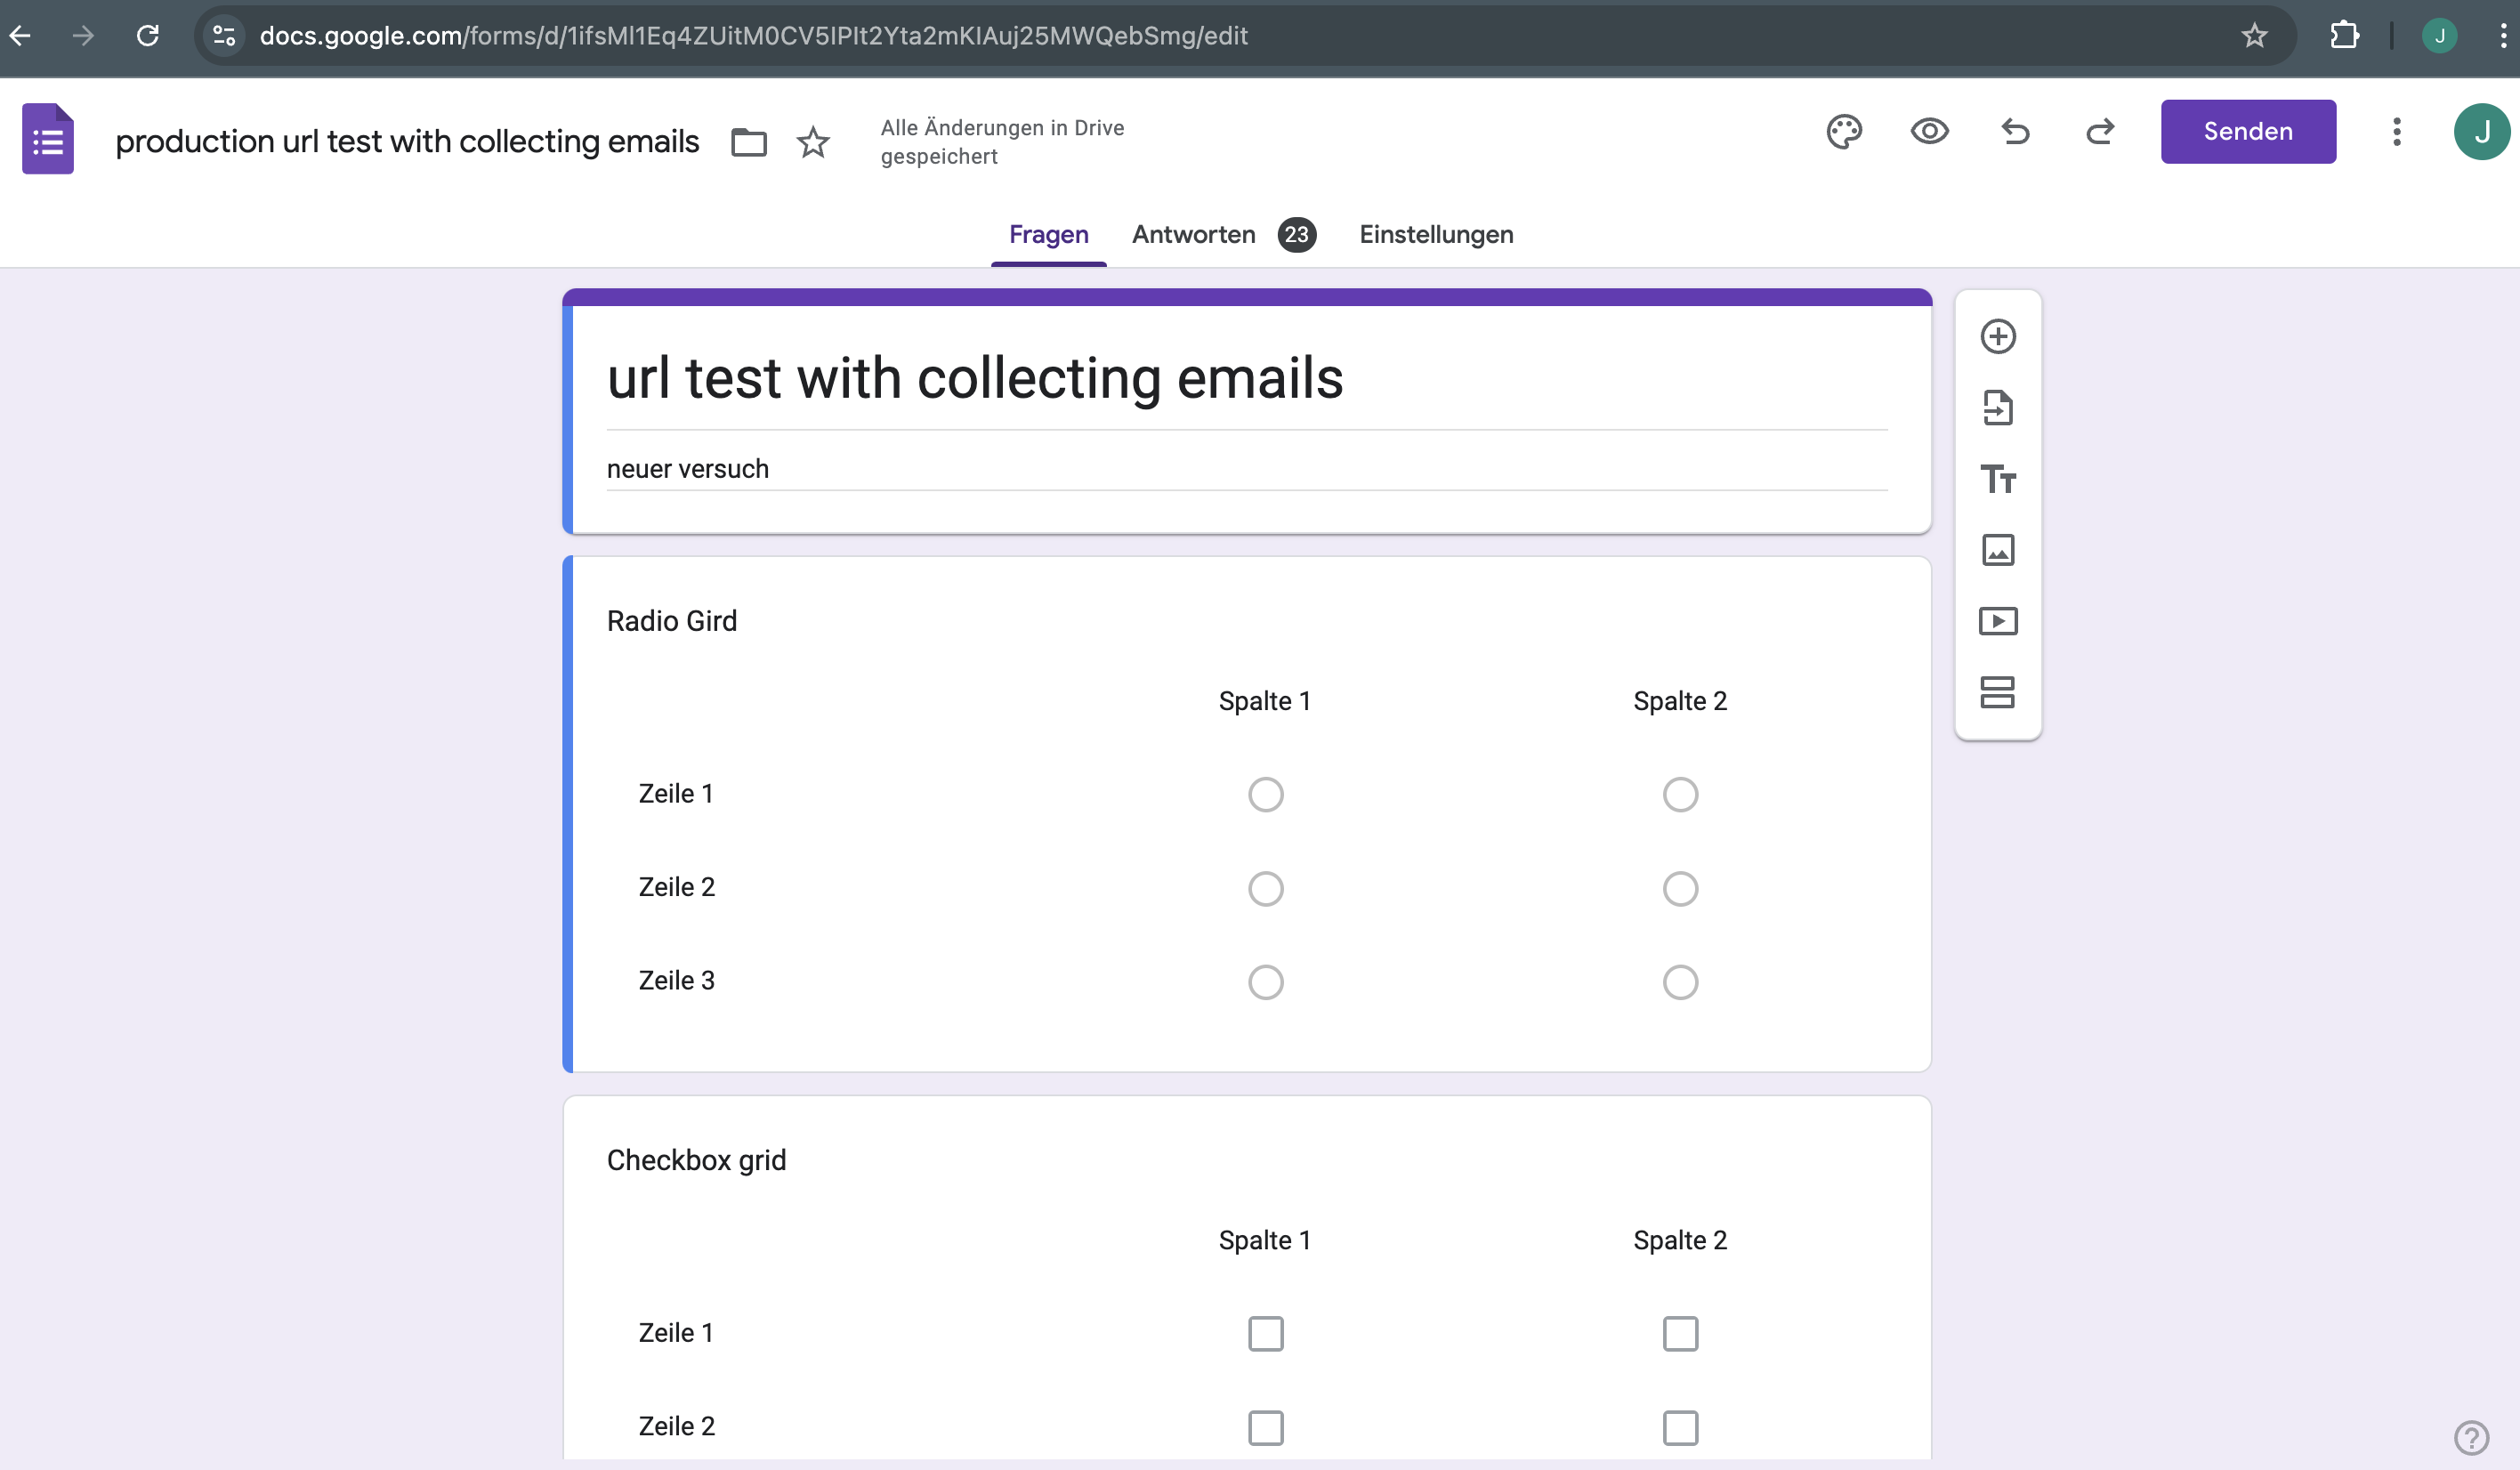 docs.google.com/forms/d/1ifsMl1Eq4ZUitM0CV5IPIt2Yta2mKIAuj25MWQebSmg/edit
J
production url test with collecting emails
Alle Änderungen in Drive
gespeichert
Senden
J
Fragen Antworten 23 Einstellungen
url test with collecting emails
neuer versuch
Radio Gird
Spalte 1 Spalte 2
Zeile 1
Zeile 2
Zeile 3
Checkbox grid
Spalte 1 Spalte 2
Zeile 1
Zeile 2